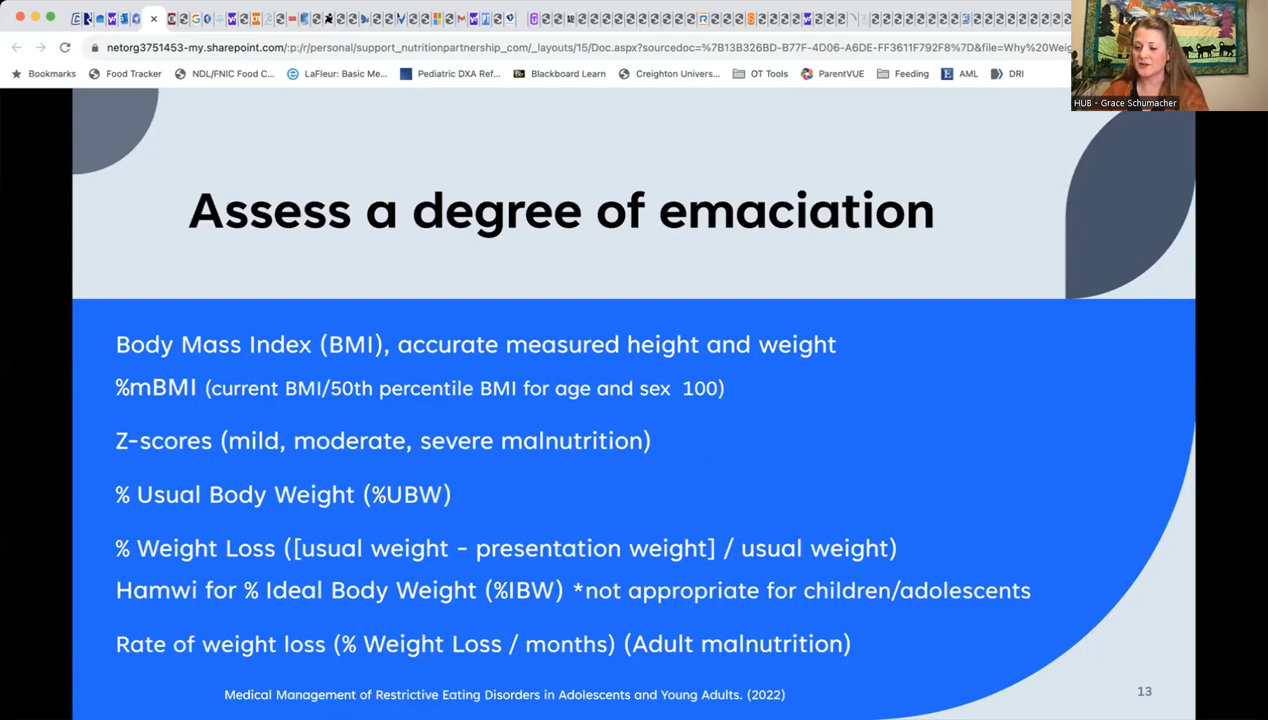 netorg3751453-my.sharepoint.com/:p:/r/personal/support_nutritionpartnership_com/_layouts/15/Doc.aspx?sourcedoc=%7B13B326BD-B77F-4D06-A6DE-FF3611F792F8%7D&file=Why%20Weig
Bookmarks Food Tracker NDL/FNIC Food C... LaFleur: Basic Me... Pediatric DXA Ref... Blackboard Learn Creighton Univers... OT Tools ParentVUE Feeding AML DRI
HUB - Grace Schumacher
Assess a degree of emaciation
Body Mass Index (BMI), accurate measured height and weight
%mBMI (current BMI/50th percentile BMI for age and sex 100)
Z-scores (mild, moderate, severe malnutrition)
% Usual Body Weight (%UBW)
% Weight Loss ([usual weight - presentation weight] / usual weight)
Hamwi for % Ideal Body Weight (%IBW) *not appropriate for children/adolescents
Rate of weight loss (% Weight Loss / months) (Adult malnutrition)
Medical Management of Restrictive Eating Disorders in Adolescents and Young Adults. (2022)
13